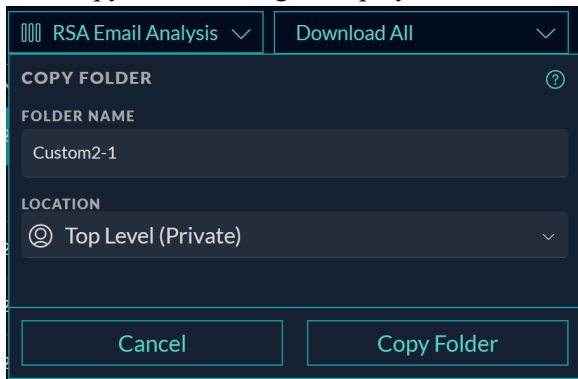 RSA Email Analysis Download All
COPY FOLDER
FOLDER NAME
Custom2-1
LOCATION
Top Level (Private)
Cancel Copy Folder